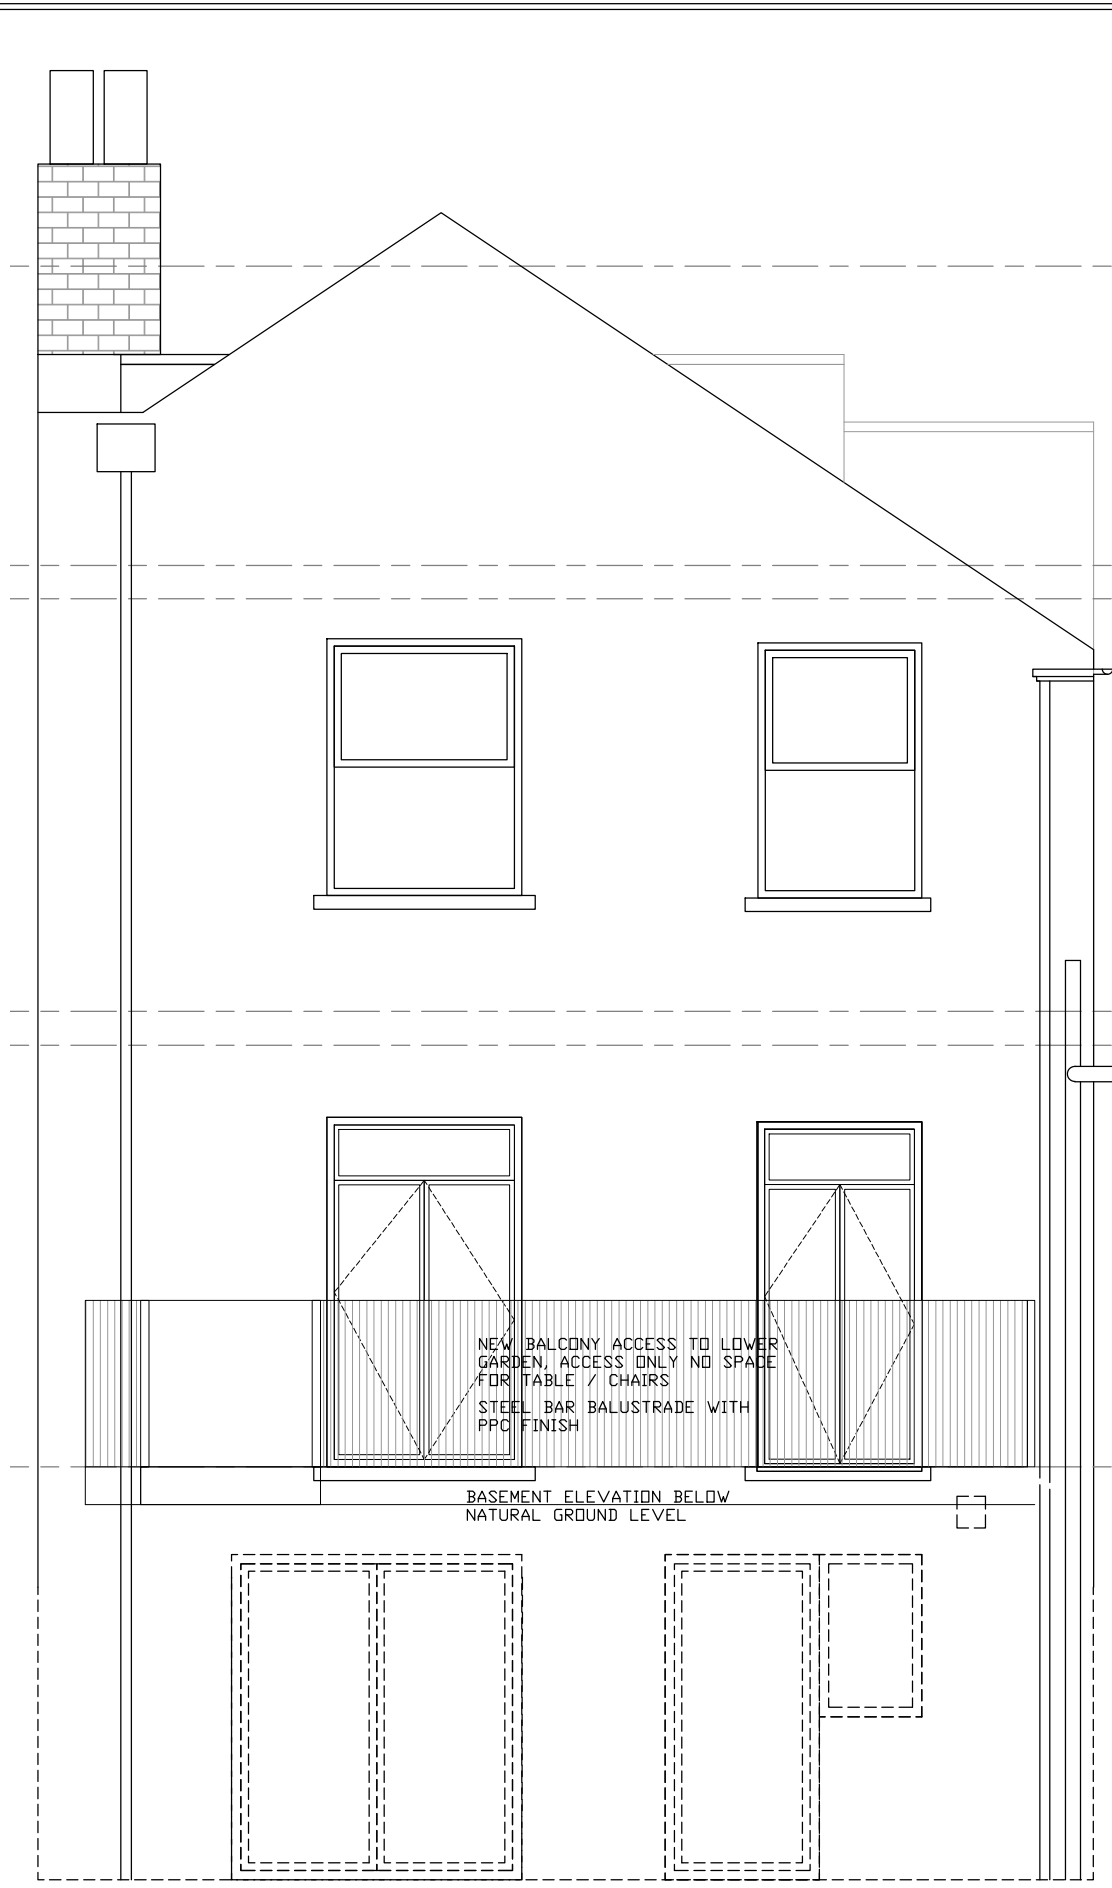 NEW BALCONY ACCESS TO LOWER
GARDEN, ACCESS ONLY NO SPACE
FOR TABLE / CHAIRS
STEEL BAR BALUSTRADE WITH
PPC FINISH
BASEMENT ELEVATION BELOW
NATURAL GROUND LEVEL